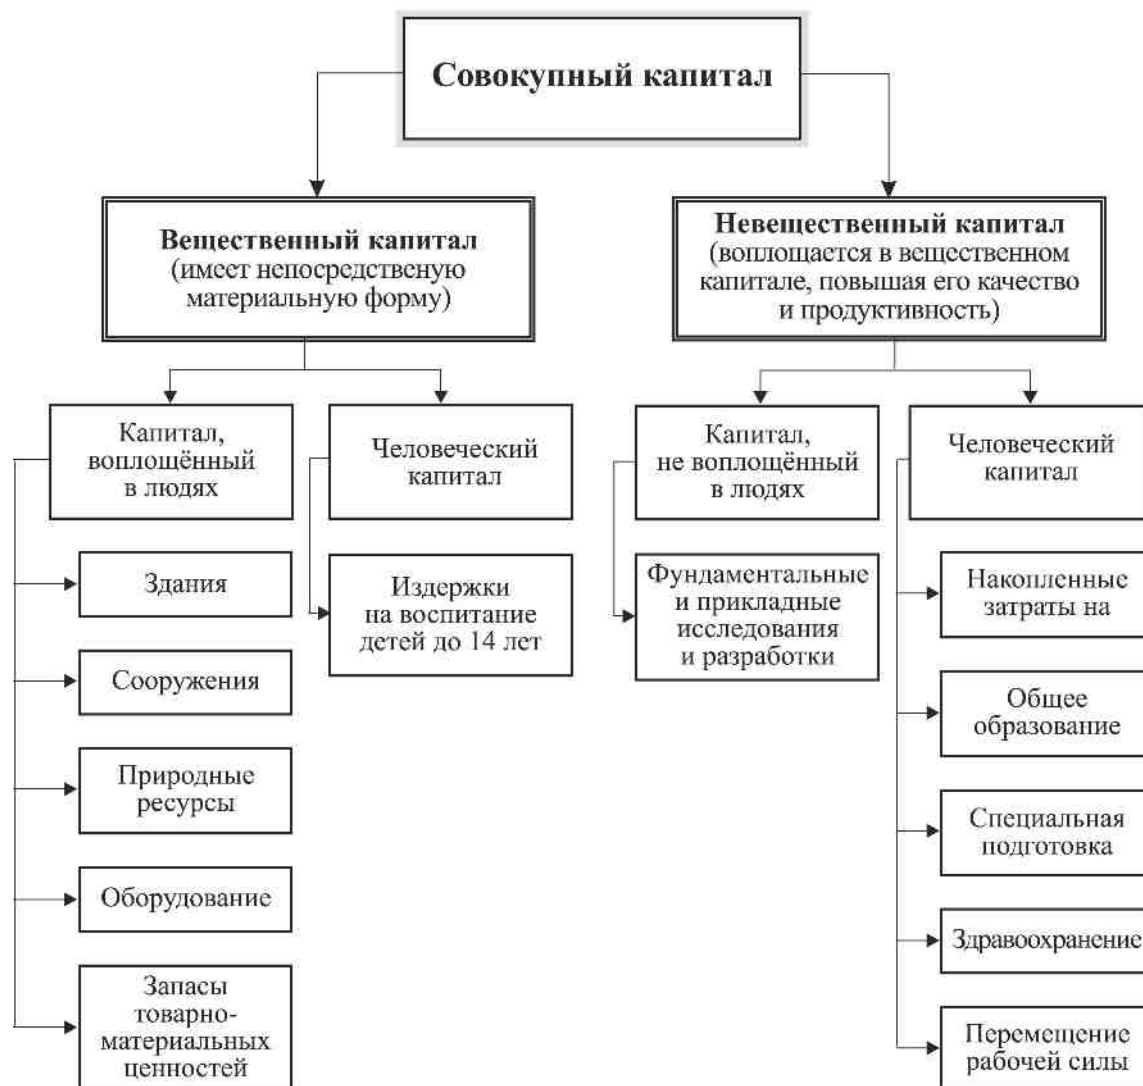 Совокупный капитал
Вещественный капитал
(имеет непосредственую
материальную форму)
Невещественный капитал
(воплощается в вещественном
капитале, повышая его качество
и продуктивность)
Капитал,
воплощённый
в людях
Человеческий
капитал
Капитал,
не воплощённый
в людях
Человеческий
капитал
Здания
Сооружения
Природные
ресурсы
Оборудование
Запасы
товарно-
материальных
ценностей
Издержки
на воспитание
детей до 14 лет
Фундаментальные
и прикладные
исследования
и разработки
Накопленные
затраты на
Общее
образование
Специальная
подготовка
Здравоохранение
Перемещение
рабочей силы